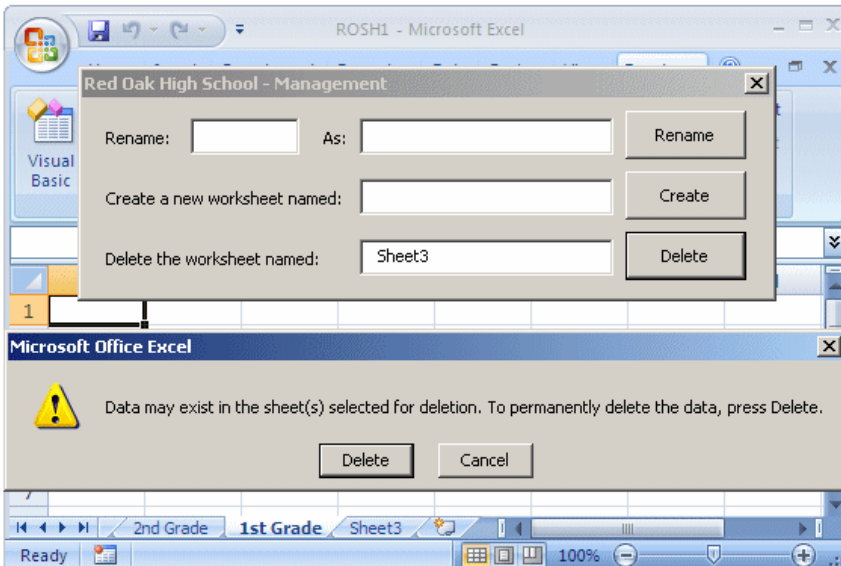 ROSH1 - Microsoft Excel
Red Oak High School - Management
Rename: As: Rename
Visual
Basic
Create a new worksheet named: Create
Delete the worksheet named: Sheet3 Delete
1
Microsoft Office Excel
Data may exist in the sheet(s) selected for deletion. To permanently delete the data, press Delete.
Delete Cancel
7
2nd Grade 1st Grade Sheet3
Ready 100%